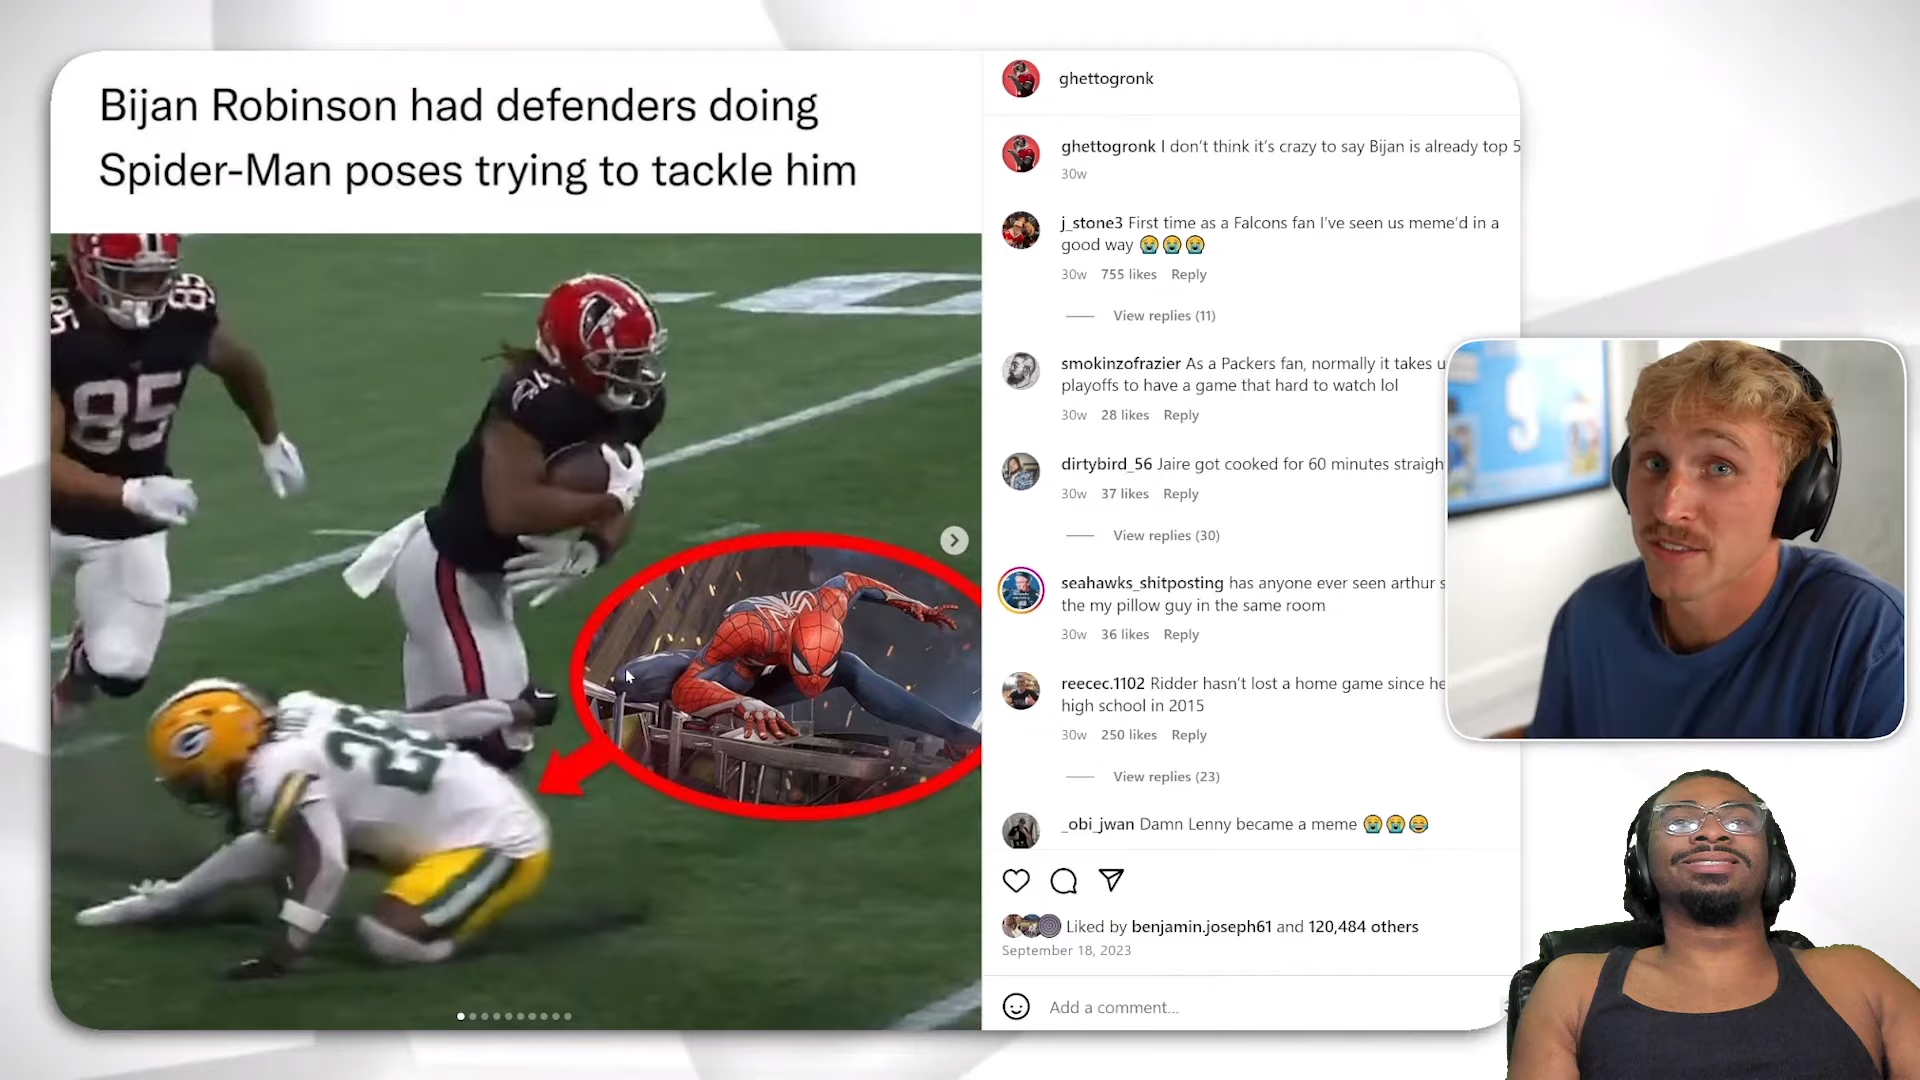 Bijan Robinson had defenders doing
Spider-Man poses trying to tackle him
85
85
85
G
9
ghettogronk
ghettogronk I don't think it's crazy to say Bijan is already top 5
30w
j_stone3 First time as a Falcons fan I've seen us meme'd in a
good way 😭😭😭
30w 755 likes Reply
View replies (11)
smokinzofrazier As a Packers fan, normally it takes
playoffs to have a game that hard to watch lol
30w 28 likes Reply
dirtybird_56 Jaire got cooked for 60 minutes
30w 37 likes Reply
View replies (30)
seahawks_shitposting has anyone ever seen arthur
the my pillow guy in the same room
30w 36 likes Reply
reecec.1102 Ridder hasn't lost a home game since he
high school in 2015
30w 250 likes Reply
View replies (23)
_obi_jwan Damn Lenny became a meme 😭😭😂
Liked by benjamin.joseph61 and 120,484 others
September 18, 2023
Add a comment...